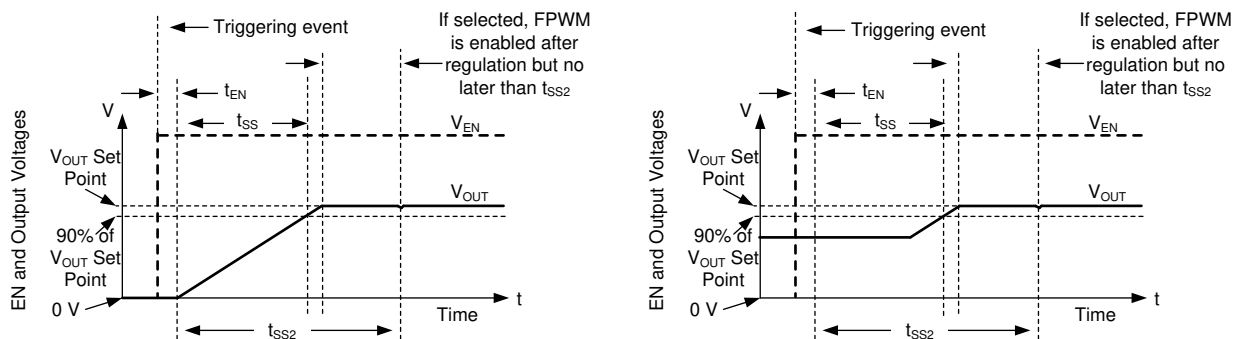 Triggering event
If selected, FPWM
is enabled after
regulation but no
later than tSS2
tEN
V
tSS
VEN
EN and Output Voltages
VOUT Set
Point
VOUT
90% of
VOUT Set
Point
0 V
t
Time
tSS2
Triggering event
If selected, FPWM
is enabled after
regulation but no
later than tSS2
tEN
V
tSS
VEN
EN and Output Voltages
VOUT Set
Point
VOUT
90% of
VOUT Set
Point
0 V
t
Time
tSS2